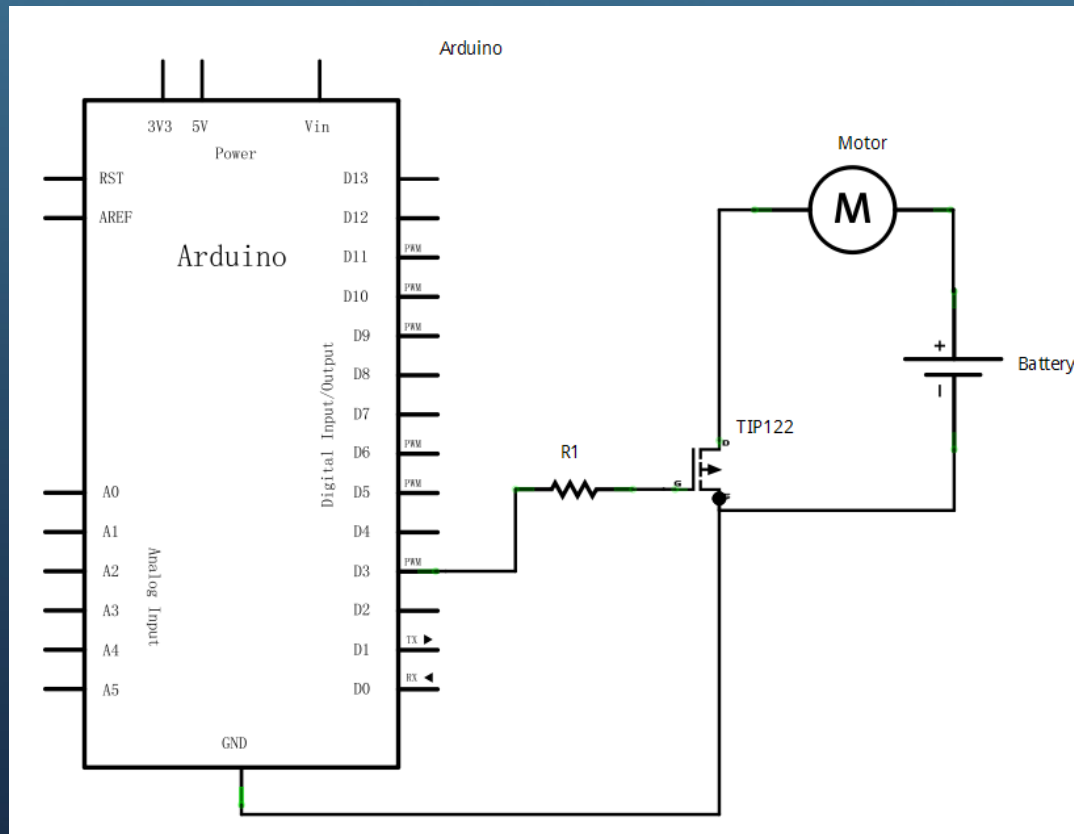 Arduino
3V3 5V Vin
Power
RST D13
AREF D12
Arduino
D11 PWM
D10 PWM
D9 PWM
D8
D7
D6 PWM
A0 D5 PWM
A1 D4
A2 D3 PWM
A3 D2
A4 D1 TX
A5 D0 RX
Digital Input/Output
Analog Input
GND
Motor
M
+
Battery
TIP122
D
R1
G